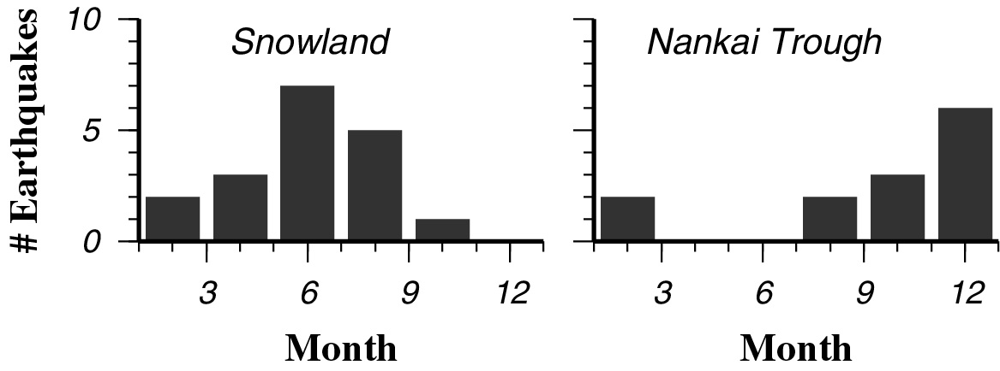 # Earthquakes
10
5
0
Snowland
3 6 9 12
Month
Nankai Trough
3 6 9 12
Month